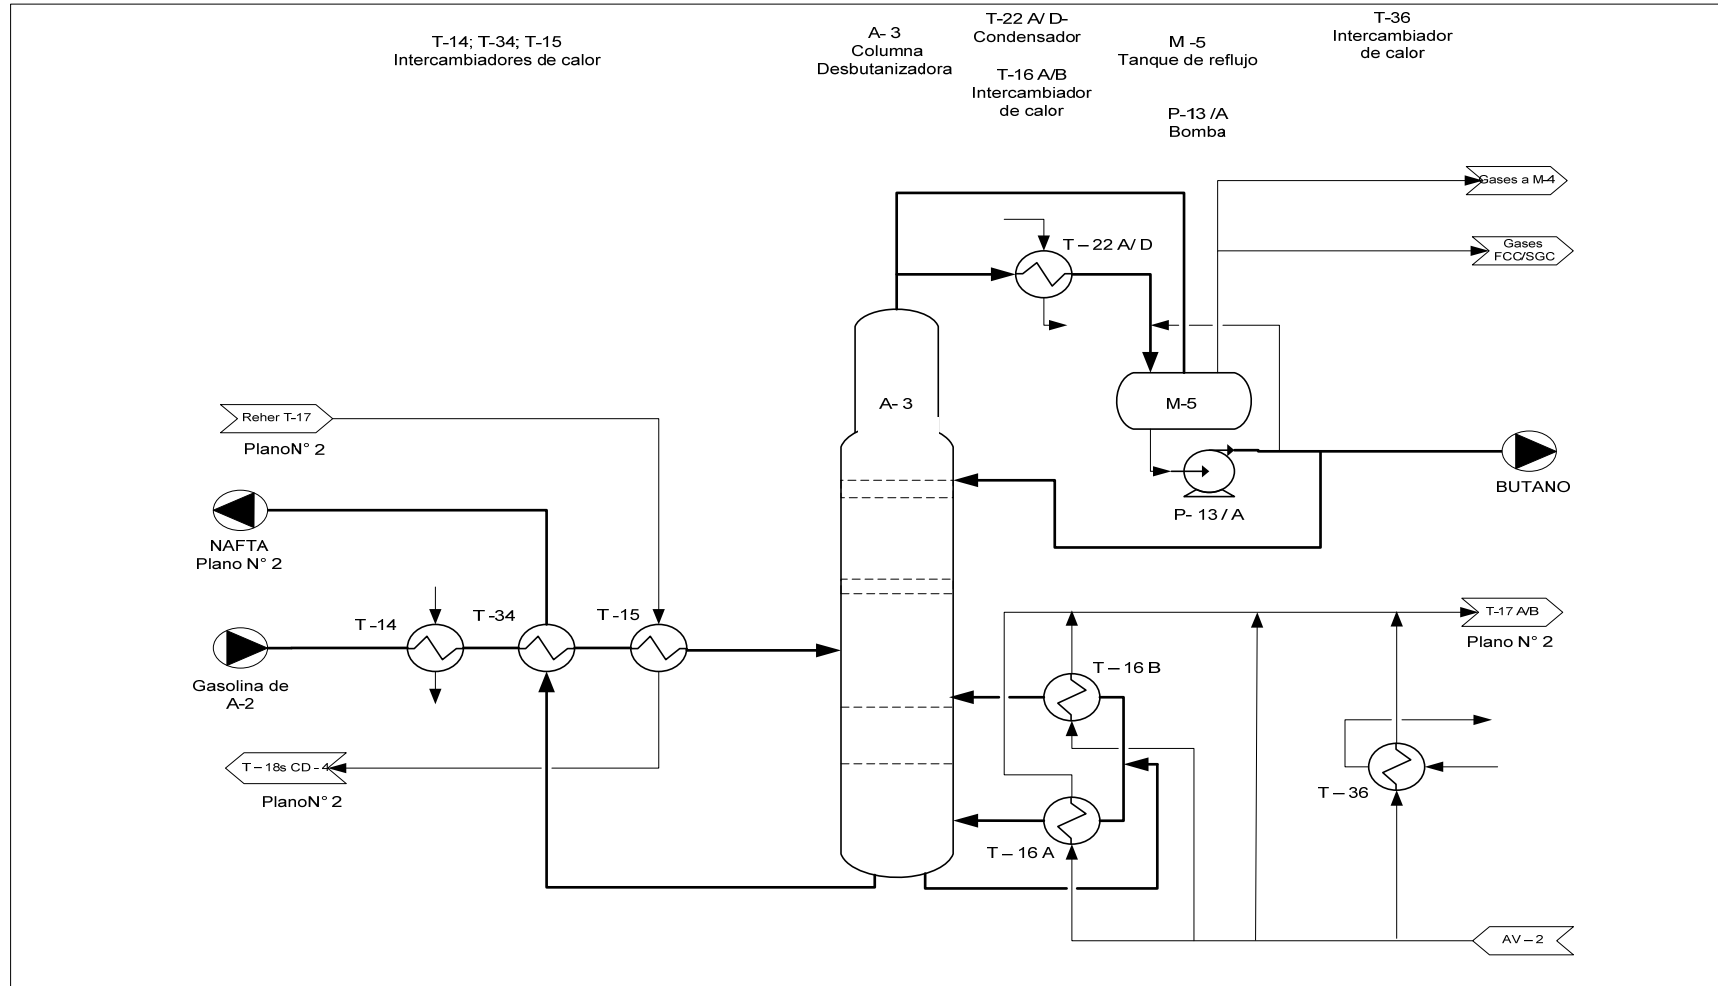 T-14; T-34; T-15
Intercambiadores de calor
A- 3
Columna
Desbutanizadora
T-22 A/ D-
Condensador
T-16 A/B
Intercambiador
de calor
M -5
Tanque de reflujo
P-13 /A
Bomba
T-36
Intercambiador
de calor
Gases a M-4
Gases
FCC/SGC
T – 22 A/ D
A- 3
M-5
Reher T-17
PlanoN° 2
BUTANO
P- 13 / A
NAFTA
Plano N° 2
T -14
T -34
T -15
T-17 A/B
Plano N° 2
Gasolina de
A-2
T – 16 B
T – 18s CD - 4
PlanoN° 2
T – 36
T – 16 A
AV – 2